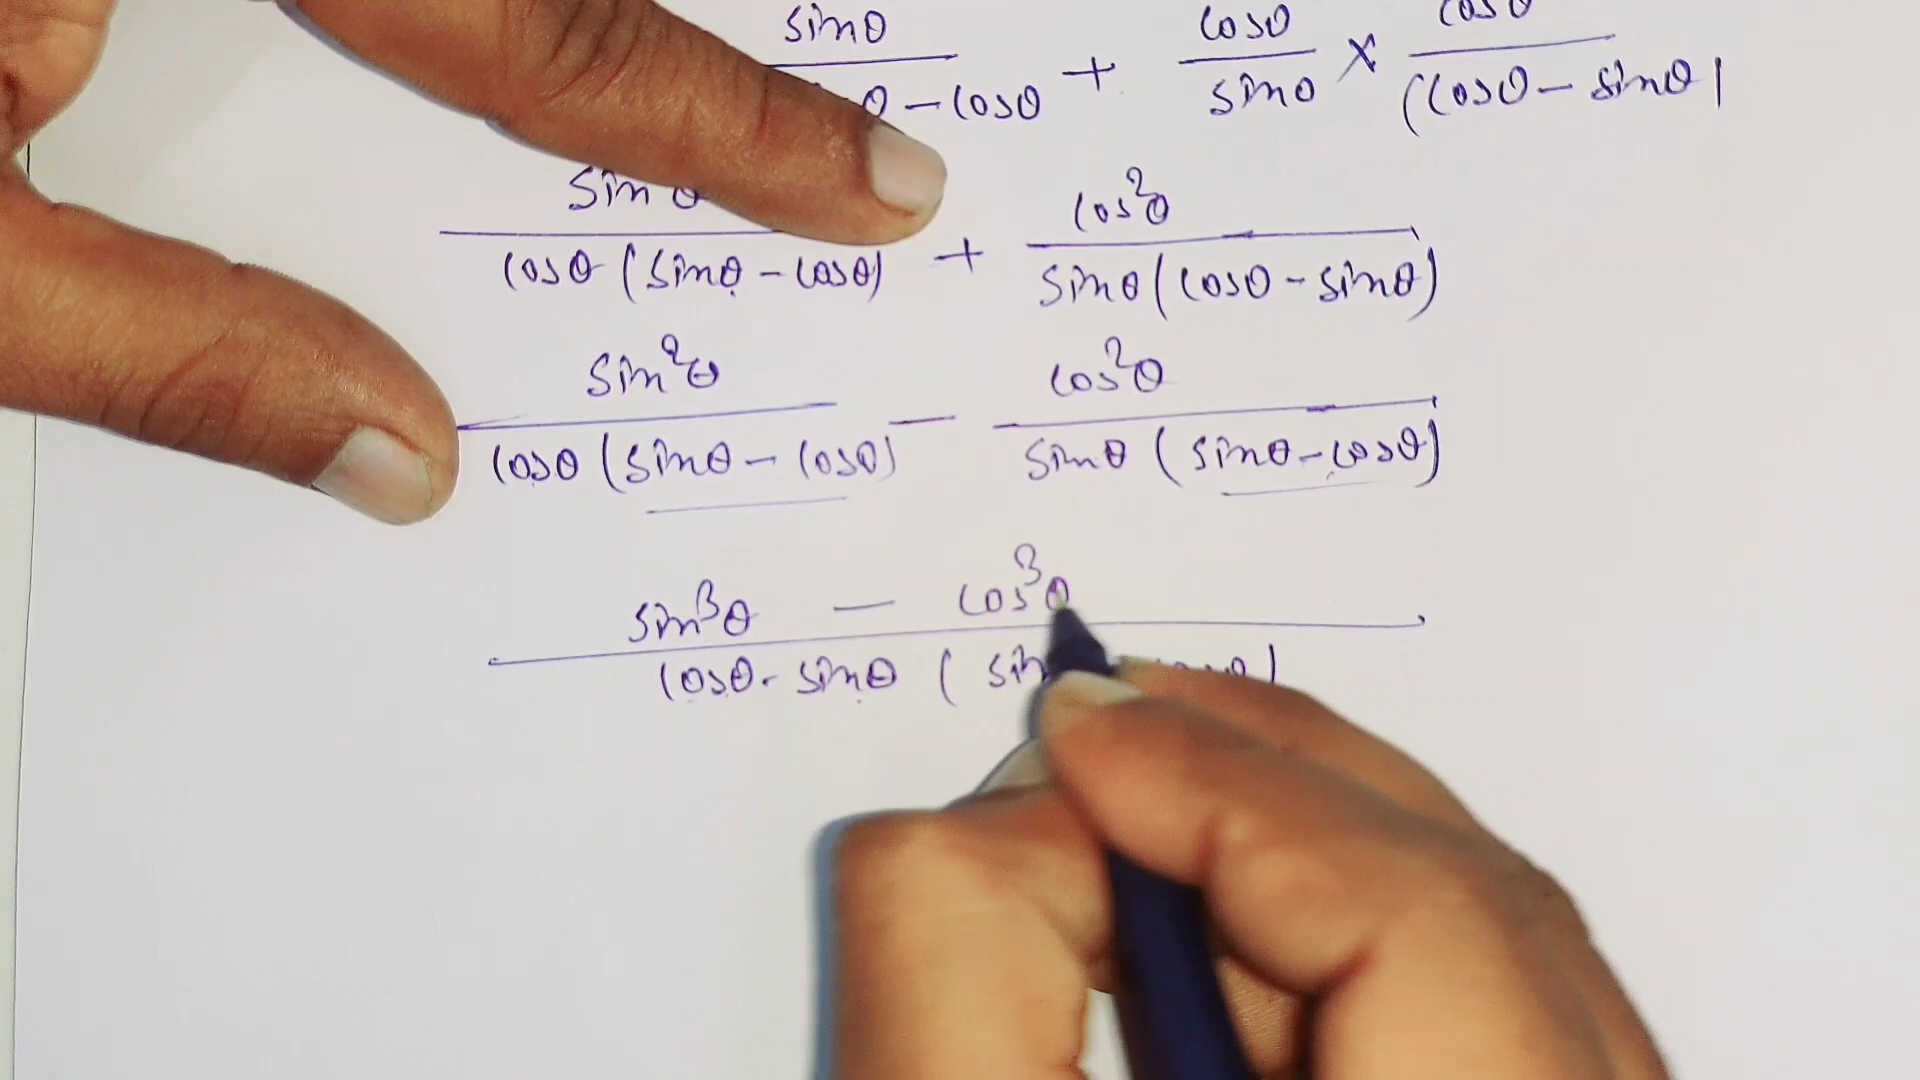 sinθ + cosθ × cosθ
θ - cosθ sinθ (cosθ - sinθ)
sin θ + cos²θ
cosθ (sinθ - cosθ) sinθ (cosθ - sinθ)
sin²θ - cos²θ
cosθ (sinθ - cosθ) sinθ (sinθ - cosθ)
sin³θ - cos³θ
cosθ. sinθ (